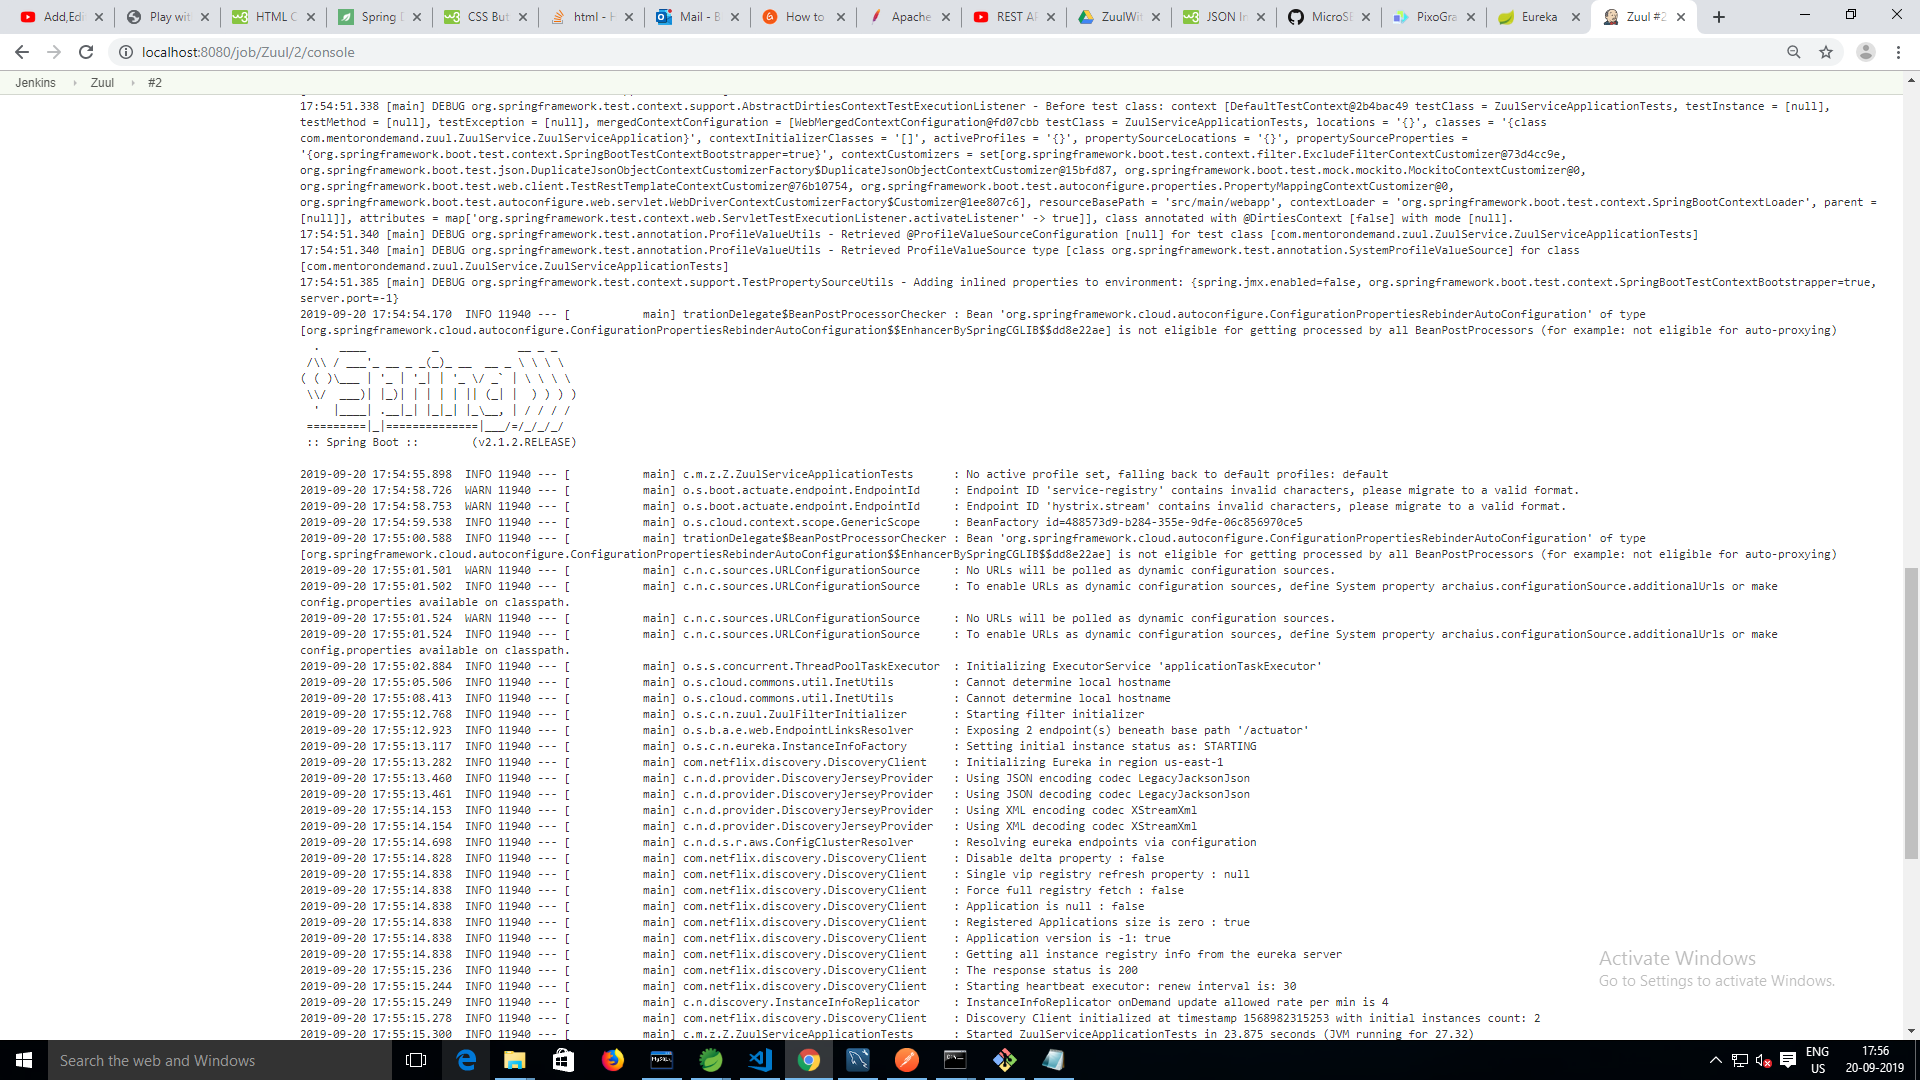 Add,Edi
Play wit
HTML C
Spring D
CSS But
html - H
Mail - B
How to
Apache
REST AP
ZuulWit
JSON In
MicroSE
PixoGra
Eureka
Zuul #2
localhost:8080/job/Zuul/2/console
Jenkins Zuul #2
17:54:51.338 [main] DEBUG org.springframework.test.context.support.AbstractDirtiesContextTestExecutionListener - Before test class: context [DefaultTestContext@2b4bac49 testClass = ZuulServiceApplicationTests, testInstance = [null],
testMethod = [null], testException = [null], mergedContextConfiguration = [WebMergedContextConfiguration@fd07cbb testClass = ZuulServiceApplicationTests, locations = '{}', classes = '{class
com.mentorondemand.zuul.ZuulService.ZuulServiceApplication}', contextInitializerClasses = '[]', activeProfiles = '{}', propertySourceLocations = '{}', propertySourceProperties =
'{org.springframework.boot.test.context.SpringBootTestContextBootstrapper=true}', contextCustomizers = set[org.springframework.boot.test.context.filter.ExcludeFilterContextCustomizer@73d4cc9e,
org.springframework.boot.test.json.DuplicateJsonObjectContextCustomizerFactory$DuplicateJsonObjectContextCustomizer@15bfd87, org.springframework.boot.test.mock.mockito.MockitoContextCustomizer@0,
org.springframework.boot.test.web.client.TestRestTemplateContextCustomizer@76b10754, org.springframework.boot.test.autoconfigure.properties.PropertyMappingContextCustomizer@0,
org.springframework.boot.test.autoconfigure.web.servlet.WebDriverContextCustomizerFactory$Customizer@1ee807c6], resourceBasePath = 'src/main/webapp', contextLoader = 'org.springframework.boot.test.context.SpringBootContextLoader', parent =
[null]], attributes = map['org.springframework.test.context.web.ServletTestExecutionListener.activateListener' -> true]], class annotated with @DirtiesContext [false] with mode [null].
17:54:51.340 [main] DEBUG org.springframework.test.annotation.ProfileValueUtils - Retrieved @ProfileValueSourceConfiguration [null] for test class [com.mentorondemand.zuul.ZuulService.ZuulServiceApplicationTests]
17:54:51.340 [main] DEBUG org.springframework.test.annotation.ProfileValueUtils - Retrieved ProfileValueSource type [class org.springframework.test.annotation.SystemProfileValueSource] for class
[com.mentorondemand.zuul.ZuulService.ZuulServiceApplicationTests]
17:54:51.385 [main] DEBUG org.springframework.test.context.support.TestPropertySourceUtils - Adding inlined properties to environment: {spring.jmx.enabled=false, org.springframework.boot.test.context.SpringBootTestContextBootstrapper=true,
server.port=-1}
2019-09-20 17:54:54.170  INFO 11940 --- [           main] trationDelegate$BeanPostProcessorChecker : Bean 'org.springframework.cloud.autoconfigure.ConfigurationPropertiesRebinderAutoConfiguration' of type
[org.springframework.cloud.autoconfigure.ConfigurationPropertiesRebinderAutoConfiguration$$EnhancerBySpringCGLIB$$dd8e22ae] is not eligible for getting processed by all BeanPostProcessors (for example: not eligible for auto-proxying)
:: Spring Boot ::        (v2.1.2.RELEASE)
2019-09-20 17:54:55.898  INFO 11940 --- [           main] c.m.z.Z.ZuulServiceApplicationTests      : No active profile set, falling back to default profiles: default
2019-09-20 17:54:58.726  WARN 11940 --- [           main] o.s.boot.actuate.endpoint.EndpointId     : Endpoint ID 'service-registry' contains invalid characters, please migrate to a valid format.
2019-09-20 17:54:58.753  WARN 11940 --- [           main] o.s.boot.actuate.endpoint.EndpointId     : Endpoint ID 'hystrix.stream' contains invalid characters, please migrate to a valid format.
2019-09-20 17:54:59.538  INFO 11940 --- [           main] o.s.cloud.context.scope.GenericScope     : BeanFactory id=488573d9-b284-355e-9dfe-06c856970ce5
2019-09-20 17:55:00.588  INFO 11940 --- [           main] trationDelegate$BeanPostProcessorChecker : Bean 'org.springframework.cloud.autoconfigure.ConfigurationPropertiesRebinderAutoConfiguration' of type
[org.springframework.cloud.autoconfigure.ConfigurationPropertiesRebinderAutoConfiguration$$EnhancerBySpringCGLIB$$dd8e22ae] is not eligible for getting processed by all BeanPostProcessors (for example: not eligible for auto-proxying)
2019-09-20 17:55:01.501  WARN 11940 --- [           main] c.n.c.sources.URLConfigurationSource     : No URLs will be polled as dynamic configuration sources.
2019-09-20 17:55:01.502  INFO 11940 --- [           main] c.n.c.sources.URLConfigurationSource     : To enable URLs as dynamic configuration sources, define System property archaius.configurationSource.additionalUrls or make
config.properties available on classpath.
2019-09-20 17:55:01.524  WARN 11940 --- [           main] c.n.c.sources.URLConfigurationSource     : No URLs will be polled as dynamic configuration sources.
2019-09-20 17:55:01.524  INFO 11940 --- [           main] c.n.c.sources.URLConfigurationSource     : To enable URLs as dynamic configuration sources, define System property archaius.configurationSource.additionalUrls or make
config.properties available on classpath.
2019-09-20 17:55:02.884  INFO 11940 --- [           main] o.s.s.concurrent.ThreadPoolTaskExecutor  : Initializing ExecutorService 'applicationTaskExecutor'
2019-09-20 17:55:05.506  INFO 11940 --- [           main] o.s.cloud.commons.util.InetUtils         : Cannot determine local hostname
2019-09-20 17:55:08.413  INFO 11940 --- [           main] o.s.cloud.commons.util.InetUtils         : Cannot determine local hostname
2019-09-20 17:55:12.768  INFO 11940 --- [           main] o.s.c.n.zuul.ZuulFilterInitializer       : Starting filter initializer
2019-09-20 17:55:12.923  INFO 11940 --- [           main] o.s.b.a.e.web.EndpointLinksResolver      : Exposing 2 endpoint(s) beneath base path '/actuator'
2019-09-20 17:55:13.117  INFO 11940 --- [           main] o.s.c.n.eureka.InstanceInfoFactory       : Setting initial instance status as: STARTING
2019-09-20 17:55:13.282  INFO 11940 --- [           main] com.netflix.discovery.DiscoveryClient    : Initializing Eureka in region us-east-1
2019-09-20 17:55:13.460  INFO 11940 --- [           main] c.n.d.provider.DiscoveryJerseyProvider   : Using JSON encoding codec LegacyJacksonJson
2019-09-20 17:55:13.461  INFO 11940 --- [           main] c.n.d.provider.DiscoveryJerseyProvider   : Using JSON decoding codec LegacyJacksonJson
2019-09-20 17:55:14.153  INFO 11940 --- [           main] c.n.d.provider.DiscoveryJerseyProvider   : Using XML encoding codec XStreamXml
2019-09-20 17:55:14.154  INFO 11940 --- [           main] c.n.d.provider.DiscoveryJerseyProvider   : Using XML decoding codec XStreamXml
2019-09-20 17:55:14.698  INFO 11940 --- [           main] c.n.d.s.r.aws.ConfigClusterResolver      : Resolving eureka endpoints via configuration
2019-09-20 17:55:14.828  INFO 11940 --- [           main] com.netflix.discovery.DiscoveryClient    : Disable delta property : false
2019-09-20 17:55:14.838  INFO 11940 --- [           main] com.netflix.discovery.DiscoveryClient    : Single vip registry refresh property : null
2019-09-20 17:55:14.838  INFO 11940 --- [           main] com.netflix.discovery.DiscoveryClient    : Force full registry fetch : false
2019-09-20 17:55:14.838  INFO 11940 --- [           main] com.netflix.discovery.DiscoveryClient    : Application is null : false
2019-09-20 17:55:14.838  INFO 11940 --- [           main] com.netflix.discovery.DiscoveryClient    : Registered Applications size is zero : true
2019-09-20 17:55:14.838  INFO 11940 --- [           main] com.netflix.discovery.DiscoveryClient    : Application version is -1: true
2019-09-20 17:55:14.838  INFO 11940 --- [           main] com.netflix.discovery.DiscoveryClient    : Getting all instance registry info from the eureka server
2019-09-20 17:55:15.236  INFO 11940 --- [           main] com.netflix.discovery.DiscoveryClient    : The response status is 200
2019-09-20 17:55:15.244  INFO 11940 --- [           main] com.netflix.discovery.DiscoveryClient    : Starting heartbeat executor: renew interval is: 30
2019-09-20 17:55:15.249  INFO 11940 --- [           main] c.n.discovery.InstanceInfoReplicator     : InstanceInfoReplicator onDemand update allowed rate per min is 4
2019-09-20 17:55:15.278  INFO 11940 --- [           main] com.netflix.discovery.DiscoveryClient    : Discovery Client initialized at timestamp 1568982315253 with initial instances count: 2
2019-09-20 17:55:15.300  INFO 11940 --- [           main] c.m.z.Z.ZuulServiceApplicationTests      : Started ZuulServiceApplicationTests in 23.875 seconds (JVM running for 27.32)
Activate Windows
Go to Settings to activate Windows.
Search the web and Windows
ENG
US
17:56
20-09-2019